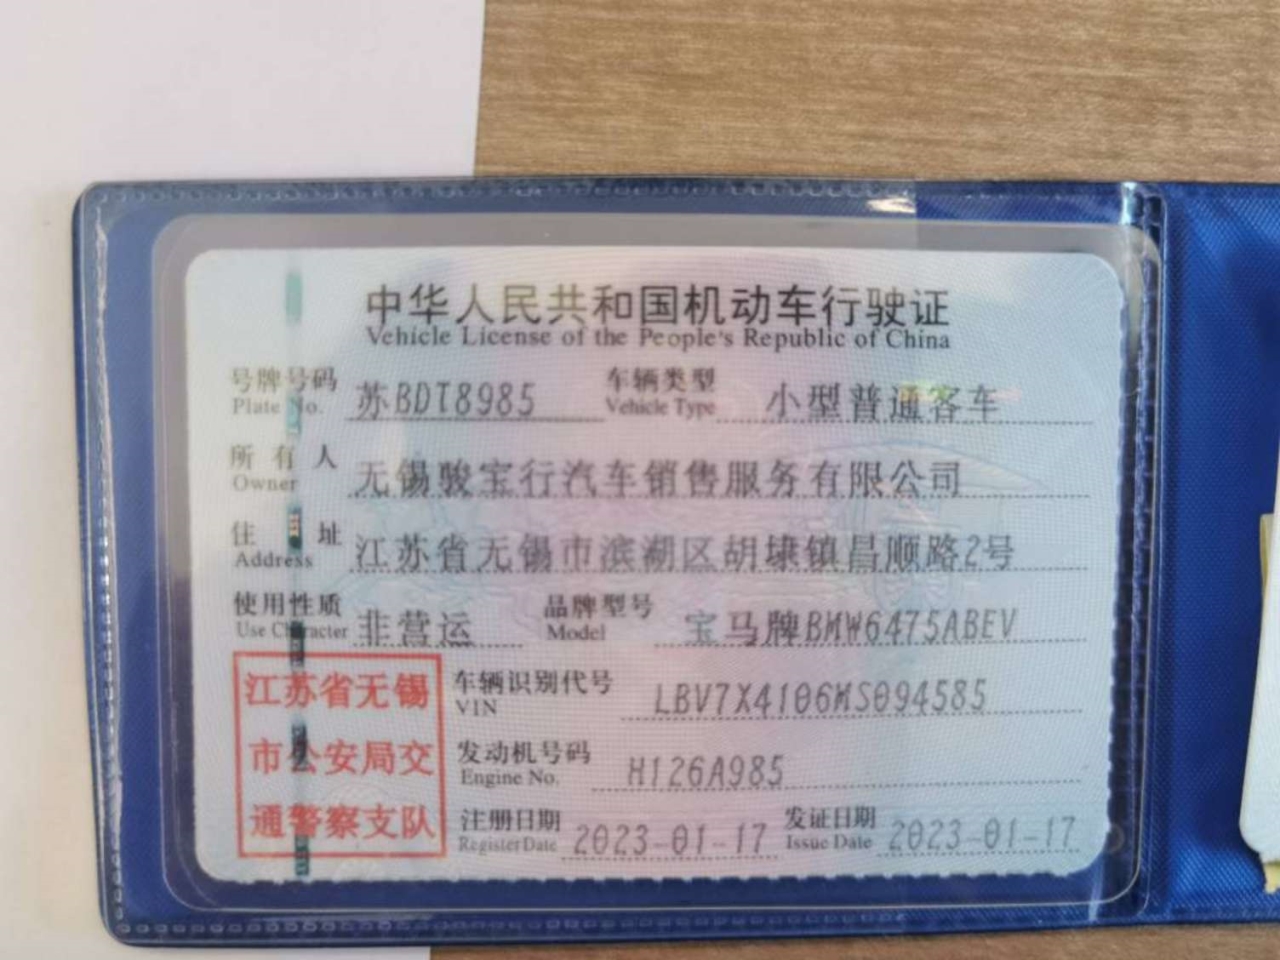 中华人民共和国机动车行驶证
Vehicle License of the People's Republic of China
号牌号码 苏BDT8985 车辆类型 小型普通客车
Plate No. Vehicle Type
所有人 无锡骏宝行汽车销售服务有限公司
Owner
住址 江苏省无锡市滨湖区胡埭镇昌顺路2号
Address
使用性质 非营运 品牌型号 宝马牌BMW6475ABEV
Use Character Model
江苏省无锡
市公安局交
通警察支队
车辆识别代号 LBV7X4106MS094585
VIN
发动机号码 H126A985
Engine No.
注册日期 2023-01-17 发证日期 2023-01-17
Register Date Issue Date